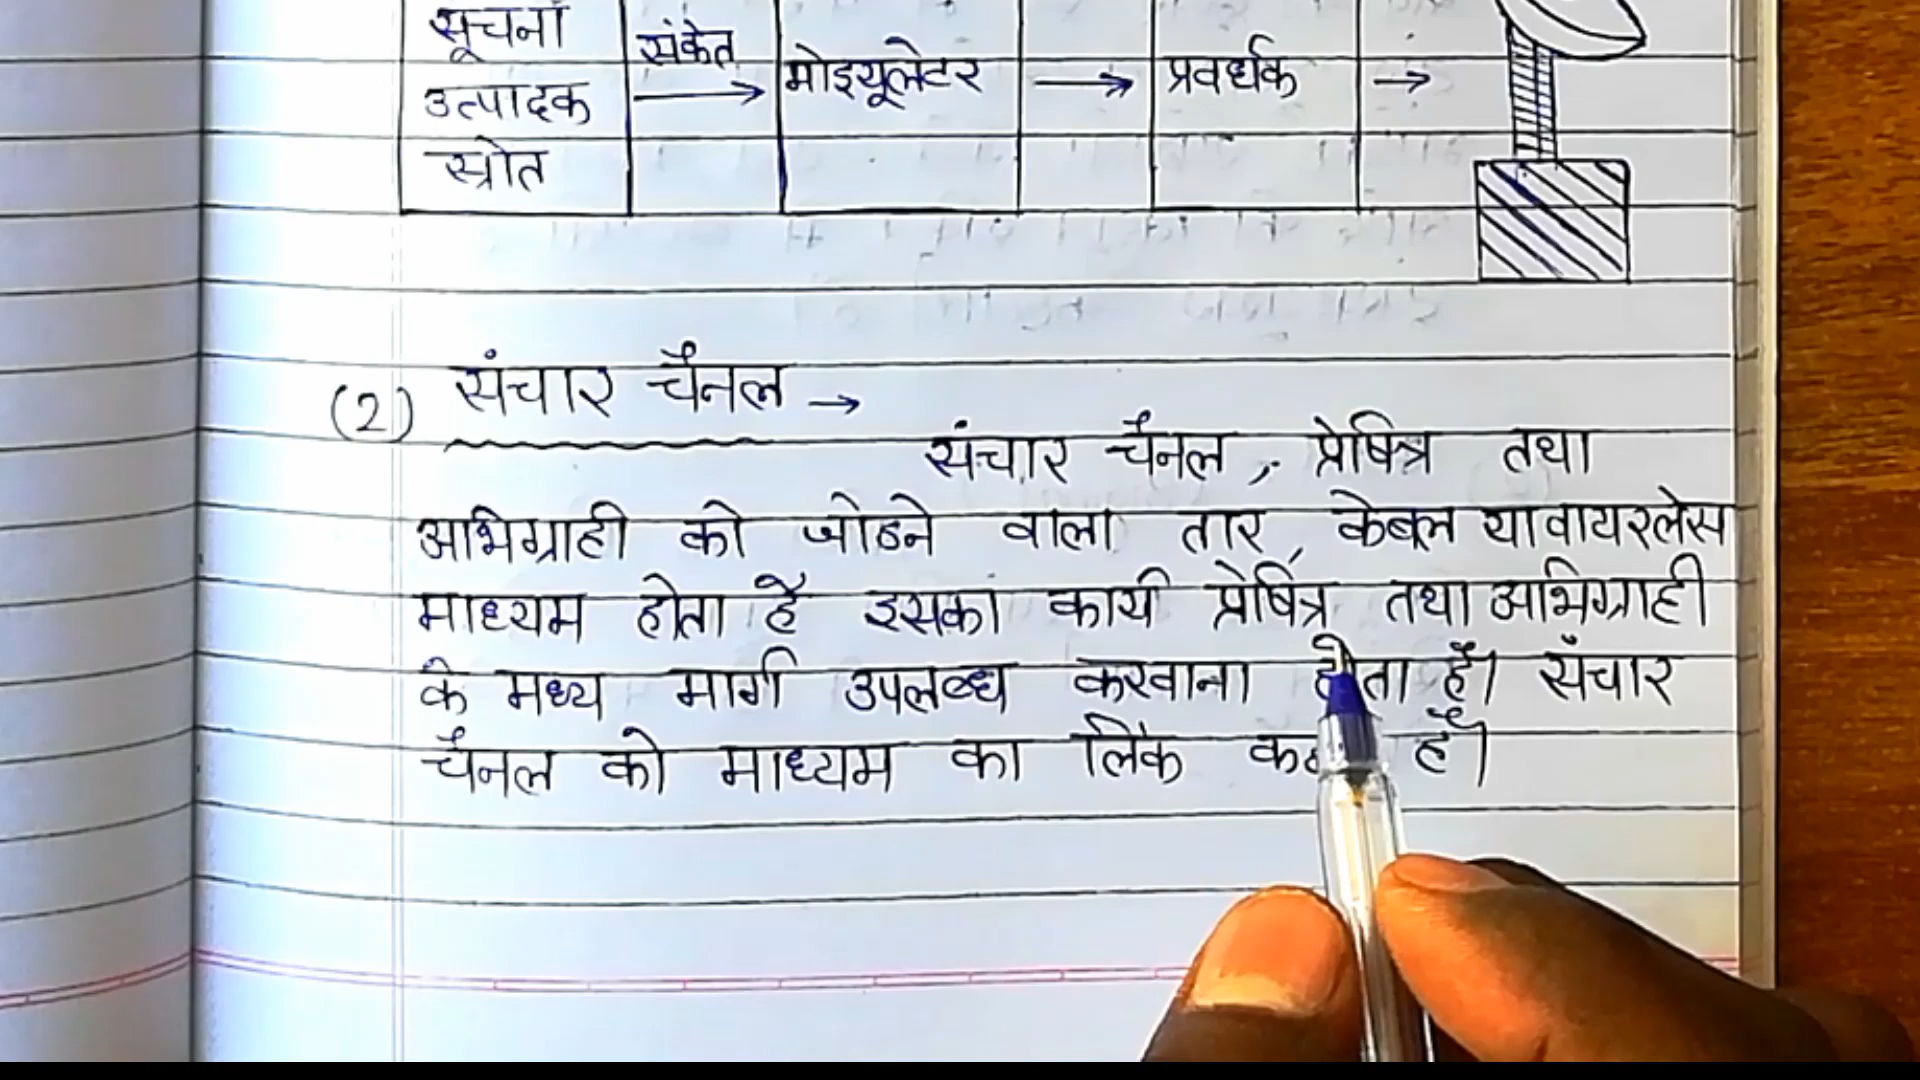 सूचना
संकेत
मोड्यूलेटर
प्रवर्धक
उत्पादक
स्रोत
(2) संचार चैनल →
संचार चैनल, प्रेषित्र तथा
अभिग्राही को जोडने वाला तार, केबल या वायरलेस
माध्यम होता है इसका कार्य प्रेषित्र तथा अभिग्राही
के मध्य मार्ग उपलब्ध करवाना होता है। संचार
चैनल को माध्यम का लिंक है।